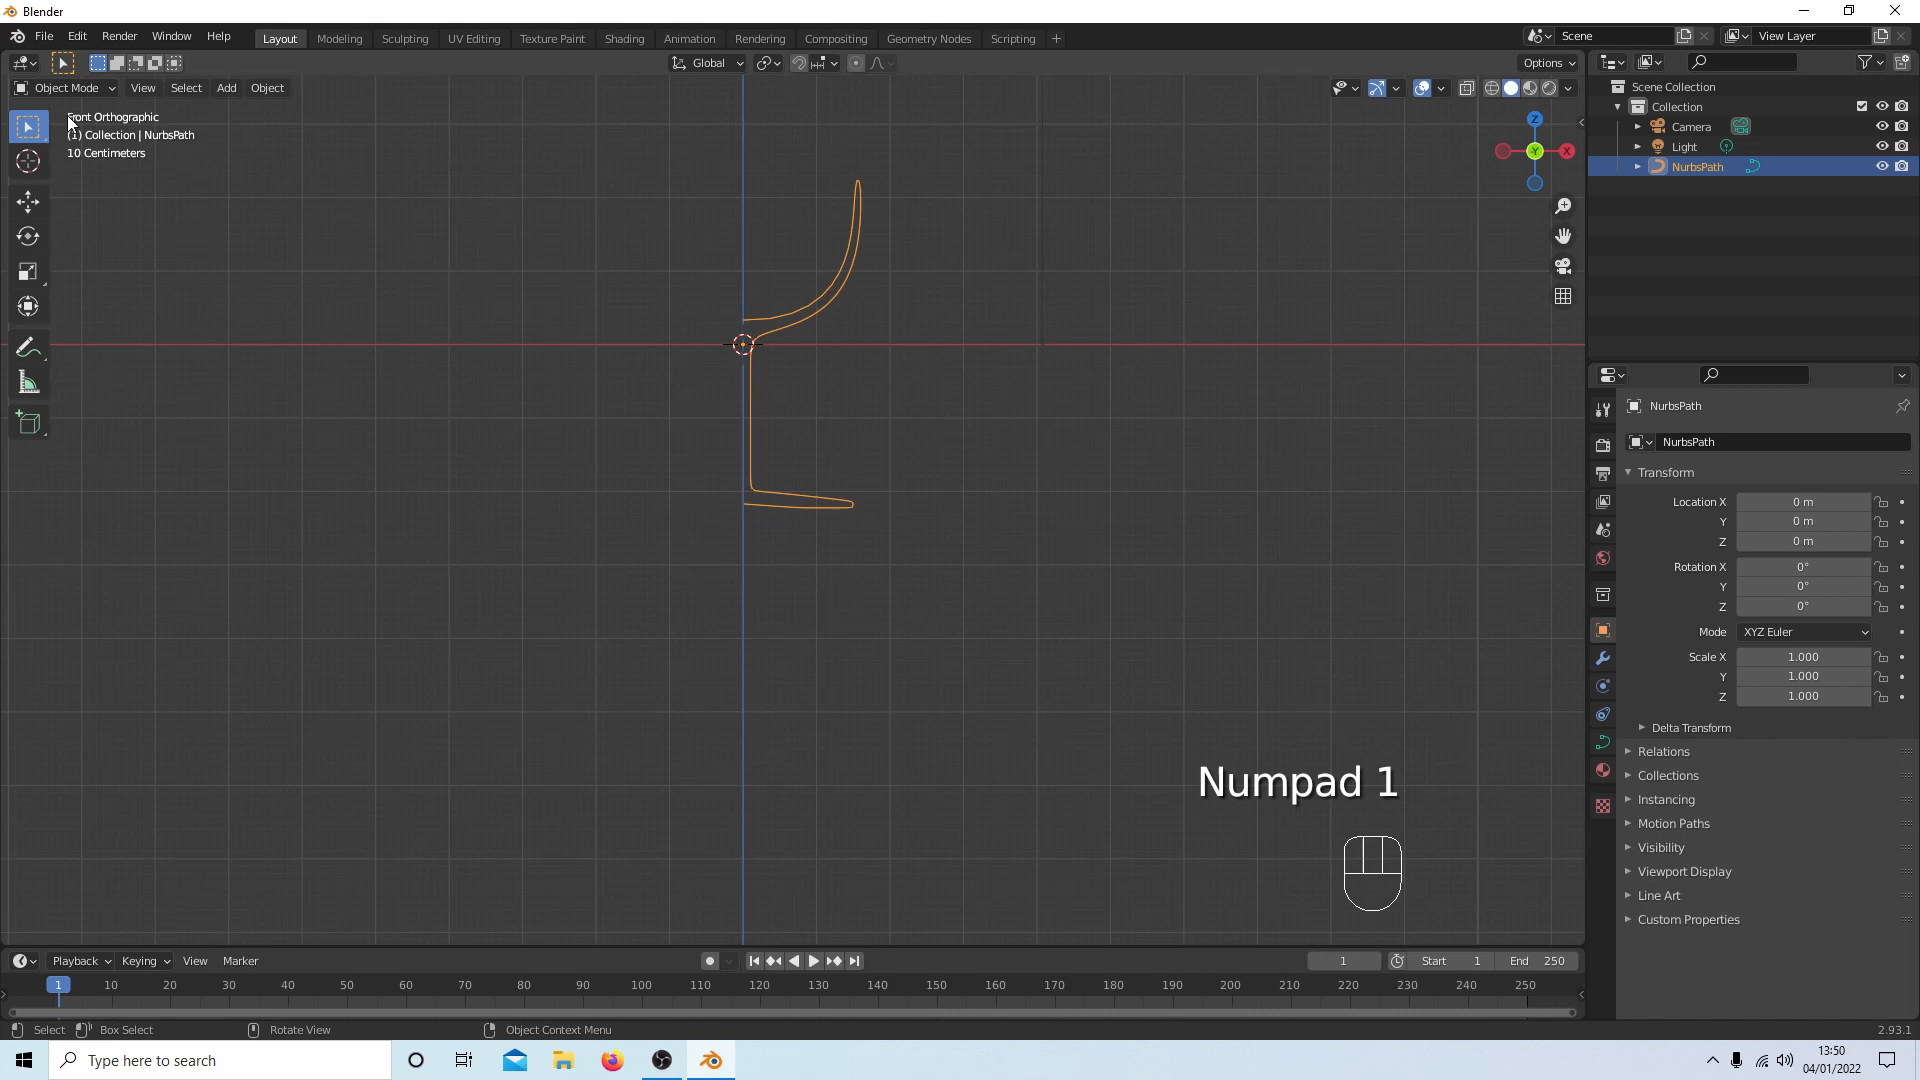 Blender
File Edit Render Window Help
Layout Modeling Sculpting UV Editing Texture Paint Shading Animation Rendering Compositing Geometry Nodes Scripting +
Scene
View Layer
Global
Options
Object Mode View Select Add Object
Front Orthographic
(1) Collection | NurbsPath
10 Centimeters
Z
Y
X
Scene Collection
Collection
Camera
Light
NurbsPath
NurbsPath
NurbsPath
Transform
Location X 0 m
Y 0 m
Z 0 m
Rotation X 0°
Y 0°
Z 0°
Mode XYZ Euler
Scale X 1.000
Y 1.000
Z 1.000
Delta Transform
Relations
Collections
Instancing
Motion Paths
Visibility
Viewport Display
Line Art
Custom Properties
Numpad 1
Playback Keying View Marker
1 Start 1 End 250
1 10 20 30 40 50 60 70 80 90 100 110 120 130 140 150 160 170 180 190 200 210 220 230 240 250
Select Box Select Rotate View Object Context Menu
2.93.1
Type here to search
13:50
04/01/2022